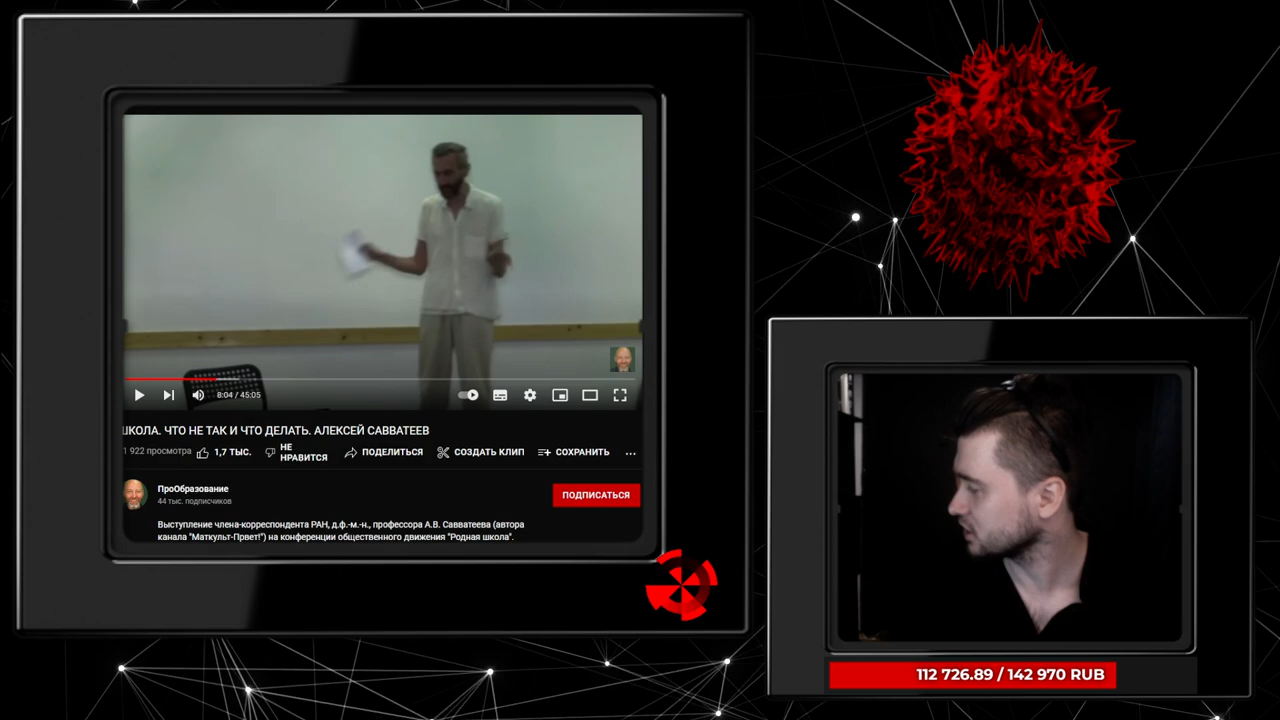 8:04 / 45:05
ШКОЛА. ЧТО НЕ ТАК И ЧТО ДЕЛАТЬ. АЛЕКСЕЙ САВВАТЕЕВ
1 922 просмотра 1,7 ТЫС. НЕ НРАВИТСЯ ПОДЕЛИТЬСЯ СОЗДАТЬ КЛИП СОХРАНИТЬ ...
ПроОбразование
44 тыс. подписчиков
ПОДПИСАТЬСЯ
Выступление члена-корреспондента РАН, д.ф.-м.-н., профессора А.В. Савватеева (автора
канала "Маткульт-Првет!") на конференции общественного движения "Родная школа".
112 726.89 / 142 970 RUB